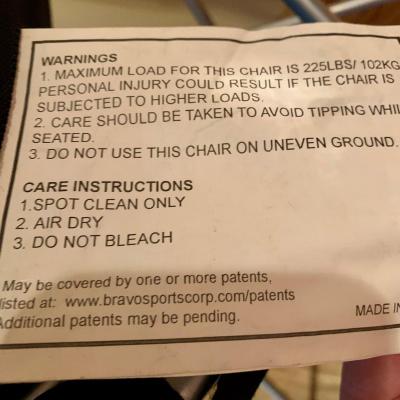 WARNINGS
1. MAXIMUM LOAD FOR THIS CHAIR IS 225LBS/ 102KG
PERSONAL INJURY COULD RESULT IF THE CHAIR IS
SUBJECTED TO HIGHER LOADS.
2. CARE SHOULD BE TAKEN TO AVOID TIPPING WHIL
SEATED.
3. DO NOT USE THIS CHAIR ON UNEVEN GROUND.
CARE INSTRUCTIONS
1.SPOT CLEAN ONLY
2. AIR DRY
3. DO NOT BLEACH
May be covered by one or more patents,
listed at: www.bravosportscorp.com/patents
Additional patents may be pending.
MADE IN